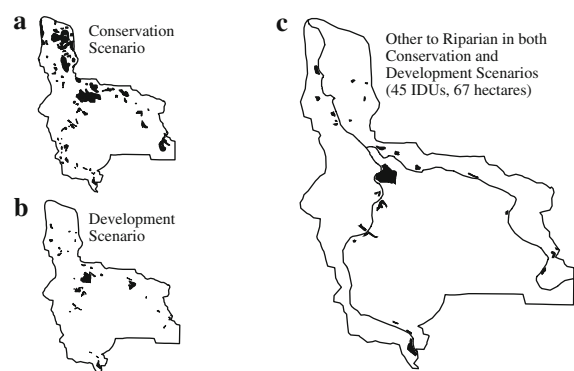 a
Conservation
Scenario
b
Development
Scenario
c
Other to Riparian in both
Conservation and
Development Scenarios
(45 IDUs, 67 hectares)